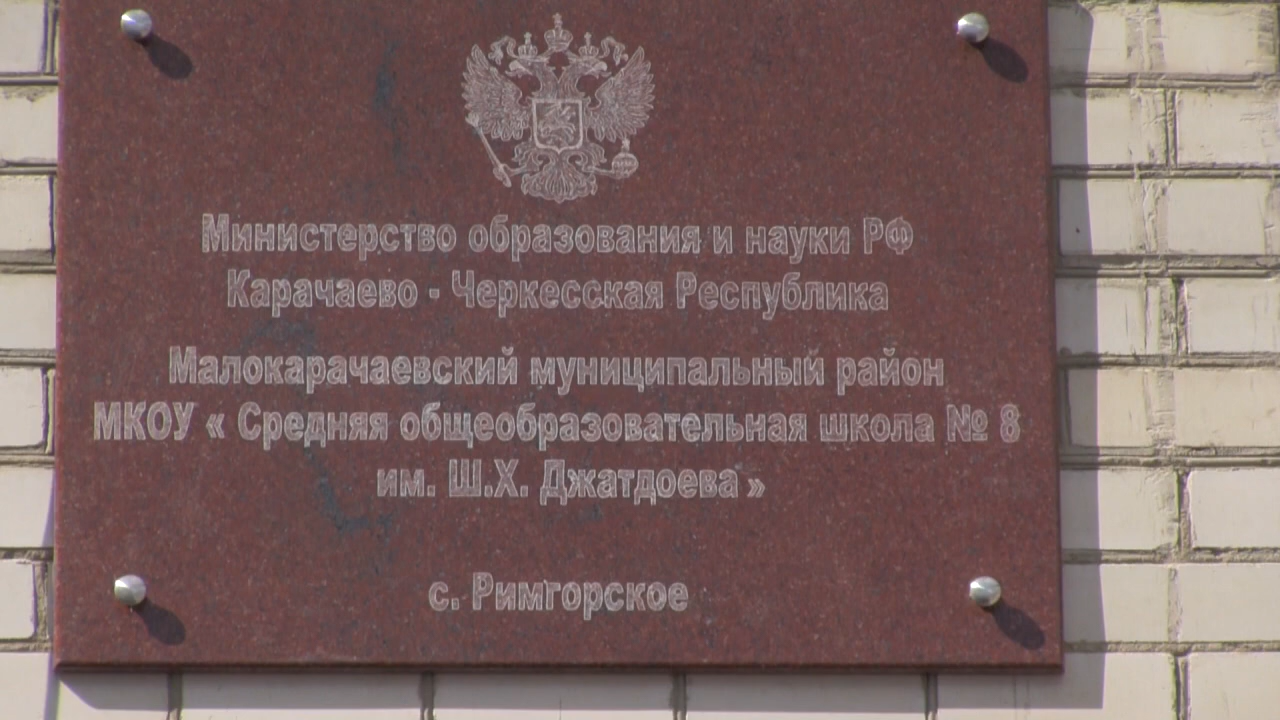 Министерство образования и науки РФ
Карачаево - Черкесская Республика
Малокарачаевский муниципальный район
МКОУ « Средняя общеобразовательная школа № 8
им. Ш.Х. Джатдоева »
с. Римгорское